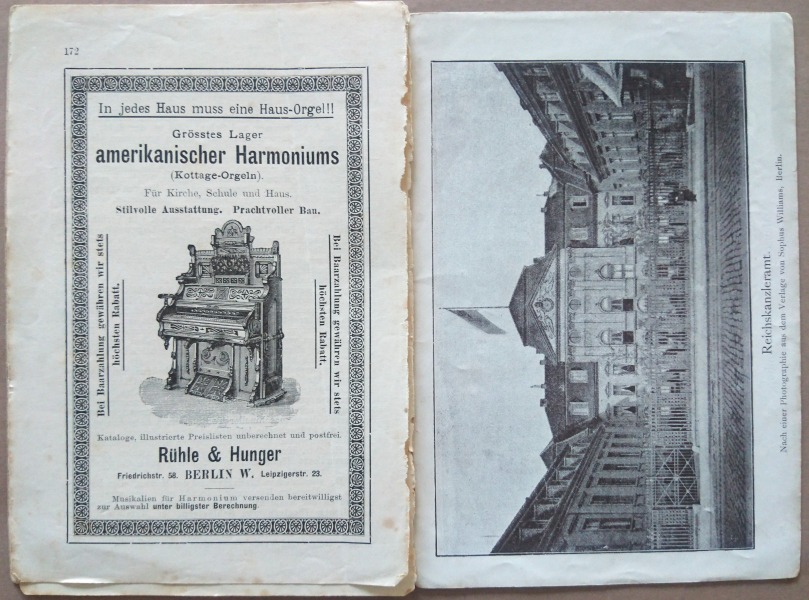 172
In jedes Haus muss eine Haus-Orgel!!!
Grösstes Lager
amerikanischer Harmoniums
(Kottage-Orgeln).
Für Kirche, Schule und Haus.
Stilvolle Ausstattung. Prachtvoller Bau.
Bei Baarzahlung gewähren wir stets
höchsten Rabatt.
Bei Baarzahlung gewähren wir stets
höchsten Rabatt.
Kataloge, illustrierte Preislisten unberechnet und postfrei.
Rühle & Hunger
Friedrichstr. 58. BERLIN W. Leipzigerstr. 23.
Musikalien für Harmonium versenden bereitwilligst
zur Auswahl unter billigster Berechnung.
Reichskanzleramt.
Nach einer Photographie aus dem Verlage von Sophus Williams, Berlin.